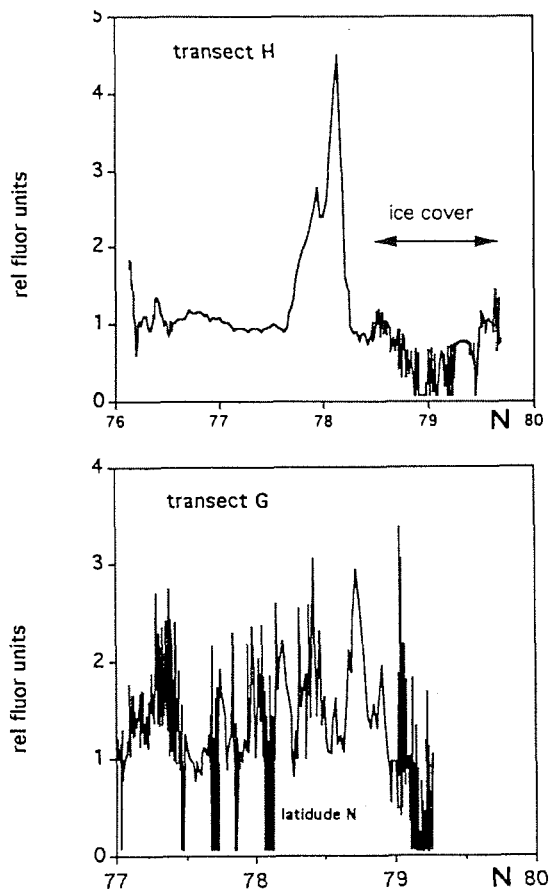 5
transect H
4
3
rel fluor units
ice cover
2
1
0
76 77 78 79 N 80
4
transect G
3
rel fluor units
2
1
latidude N
0
77 78 79 N 80